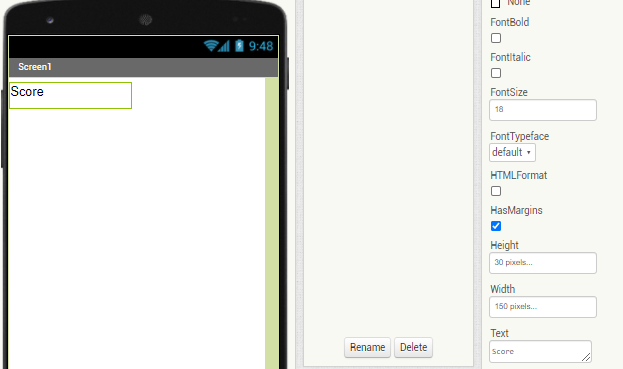 9:48
Screen1
Score
Rename
Delete
None
FontBold
FontItalic
FontSize
18
FontTypeface
default
HTMLFormat
HasMargins
Height
30 pixels...
Width
150 pixels...
Text
Score